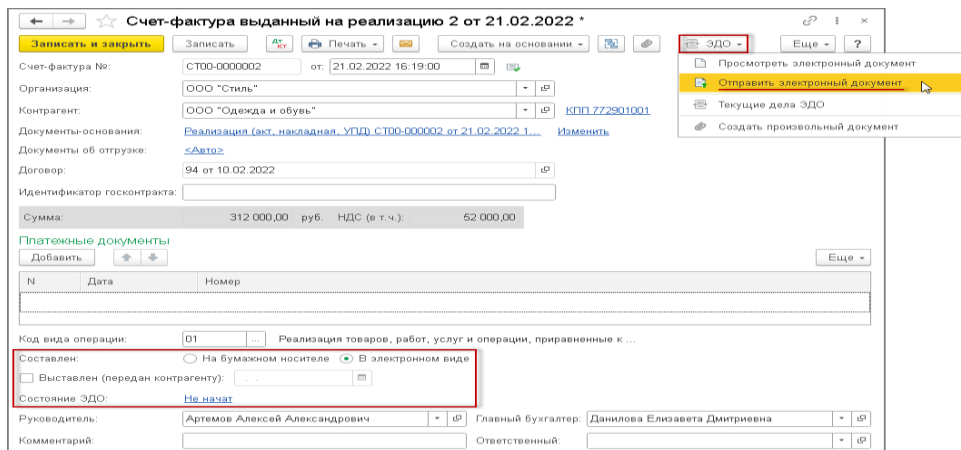 Счет-фактура выданный на реализацию 2 от 21.02.2022 *
Записать и закрыть Записать Дт Кт Печать Создать на основании ЭДО Еще ?
Просмотреть электронный документ
Отправить электронный документ
Текущие дела ЭДО
Создать произвольный документ
Счет-фактура №: СТ00-0000002 от: 21.02.2022 16:19:00
Организация: ООО "Стиль"
Контрагент: ООО "Одежда и обувь" КПП 772901001
Документы-основания: Реализация (акт, накладная, УПД) СТ00-000002 от 21.02.2022 1... Изменить
Документы об отгрузке: <Авто>
Договор: 94 от 10.02.2022
Идентификатор госконтракта:
Сумма: 312 000,00 руб. НДС (в т.ч.): 52 000,00
Платежные документы
Добавить Еще
N Дата Номер
Код вида операции: 01 ... Реализация товаров, работ, услуг и операции, приравненные к ...
Составлен: На бумажном носителе В электронном виде
Выставлен (передан контрагенту): . .
Состояние ЭДО: Не начат
Руководитель: Артемов Алексей Александрович Главный бухгалтер: Данилова Елизавета Дмитриевна
Комментарий: Ответственный: